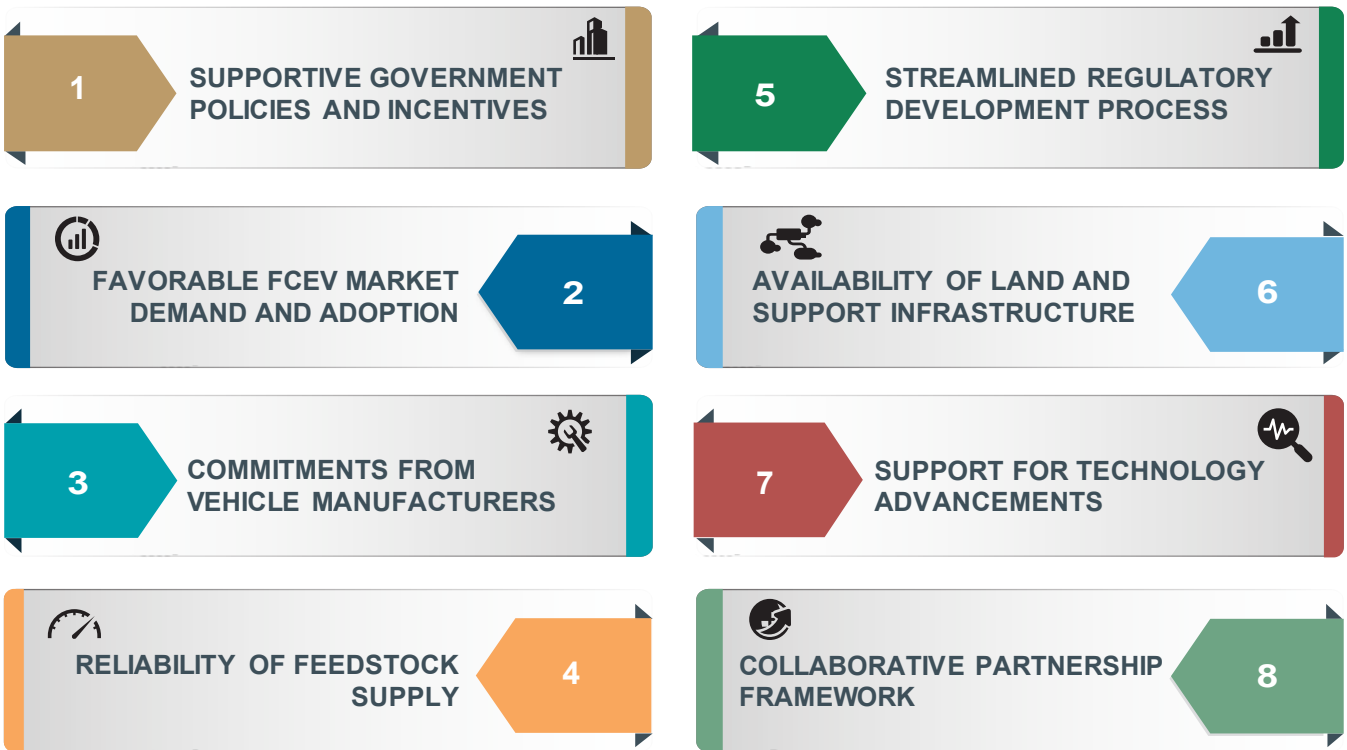 1
SUPPORTIVE GOVERNMENT
POLICIES AND INCENTIVES
2
FAVORABLE FCEV MARKET
DEMAND AND ADOPTION
3
COMMITMENTS FROM
VEHICLE MANUFACTURERS
4
RELIABILITY OF FEEDSTOCK
SUPPLY
5
STREAMLINED REGULATORY
DEVELOPMENT PROCESS
6
AVAILABILITY OF LAND AND
SUPPORT INFRASTRUCTURE
7
SUPPORT FOR TECHNOLOGY
ADVANCEMENTS
8
COLLABORATIVE PARTNERSHIP
FRAMEWORK